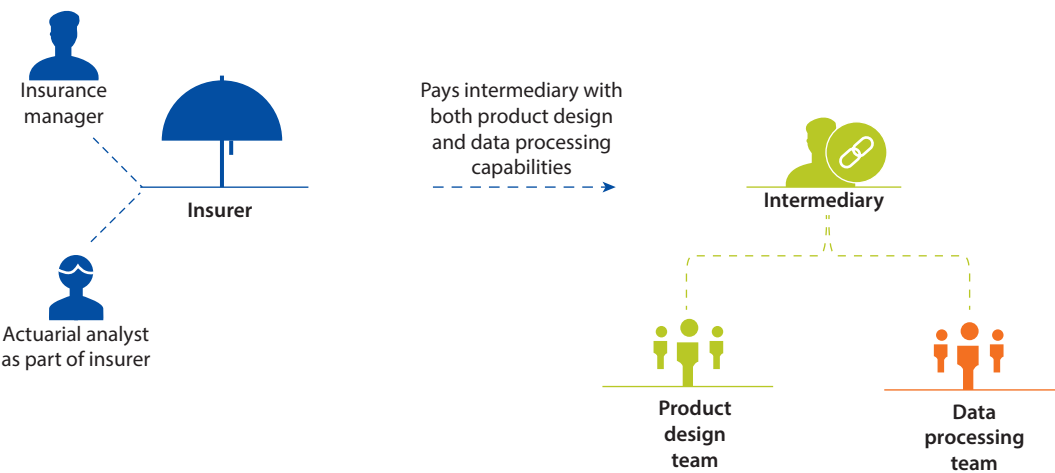 Insurance
manager
Insurer
Actuarial analyst
as part of insurer
Pays intermediary with
both product design
and data processing
capabilities
Intermediary
Product
design
team
Data
processing
team